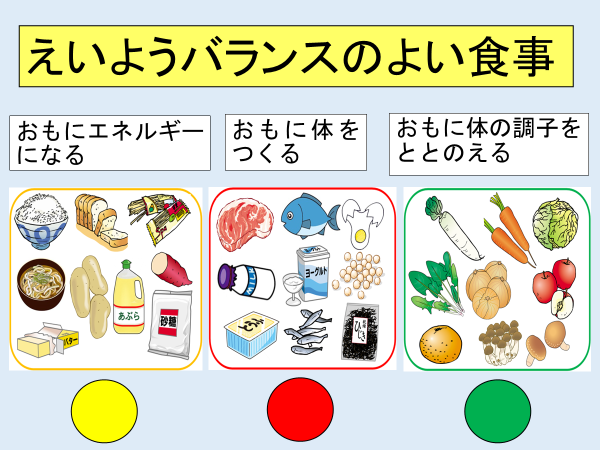 えいようバランスのよい食事
おもにエネルギー
になる
おもに体を
つくる
おもに体の調子を
ととのえる
ヨーグルト
あぶら
砂糖
バター
とうふ
ひじき